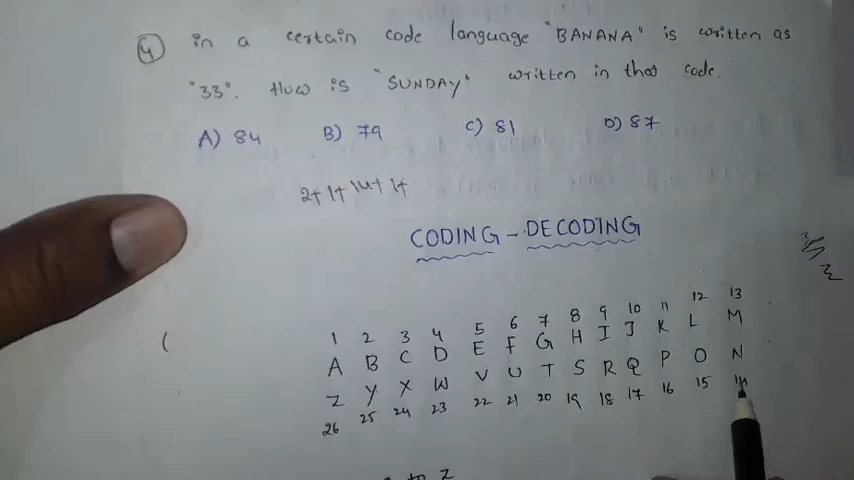 4 in a certain code language "BANANA" is written as
"33". How is "SUNDAY" written in that code.
A) 84 B) 79 C) 81 D) 87
2+ 1+ 14+ 1+
CODING - DECODING
1 2 3 4 5 6 7 8 9 10 11 12 13
A B C D E F G H I J K L M
Z Y X W V U T S R Q P O N
26 25 24 23 22 21 20 19 18 17 16 15 14
to Z